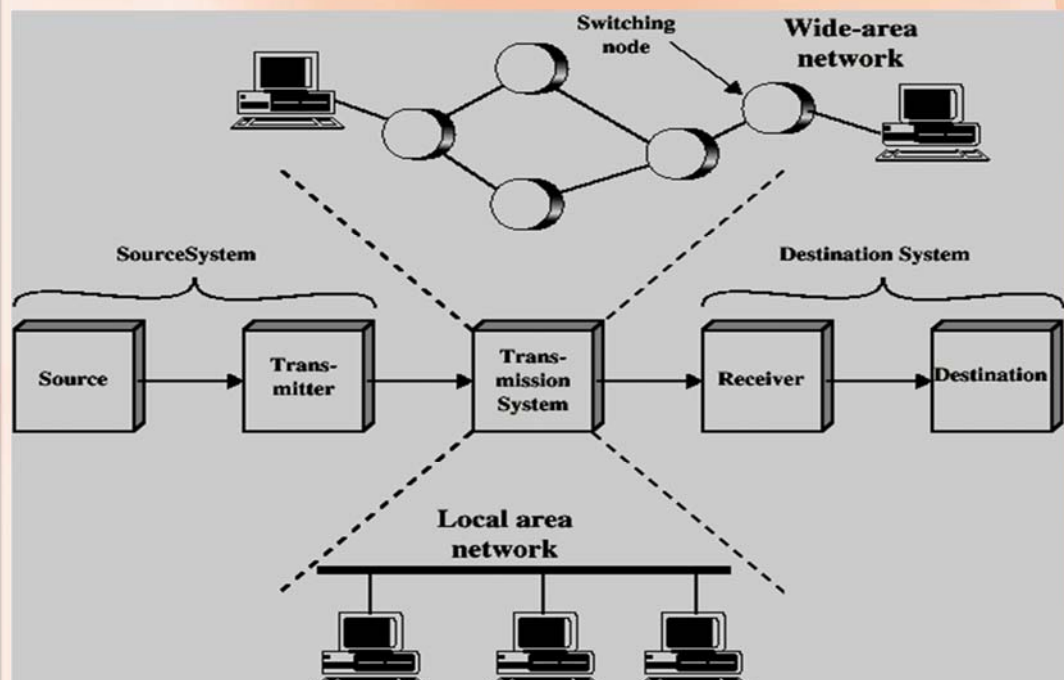 Switching
node
Wide-area
network
SourceSystem
Destination System
Source
Trans-
mitter
Trans-
mission
System
Receiver
Destination
Local area
network